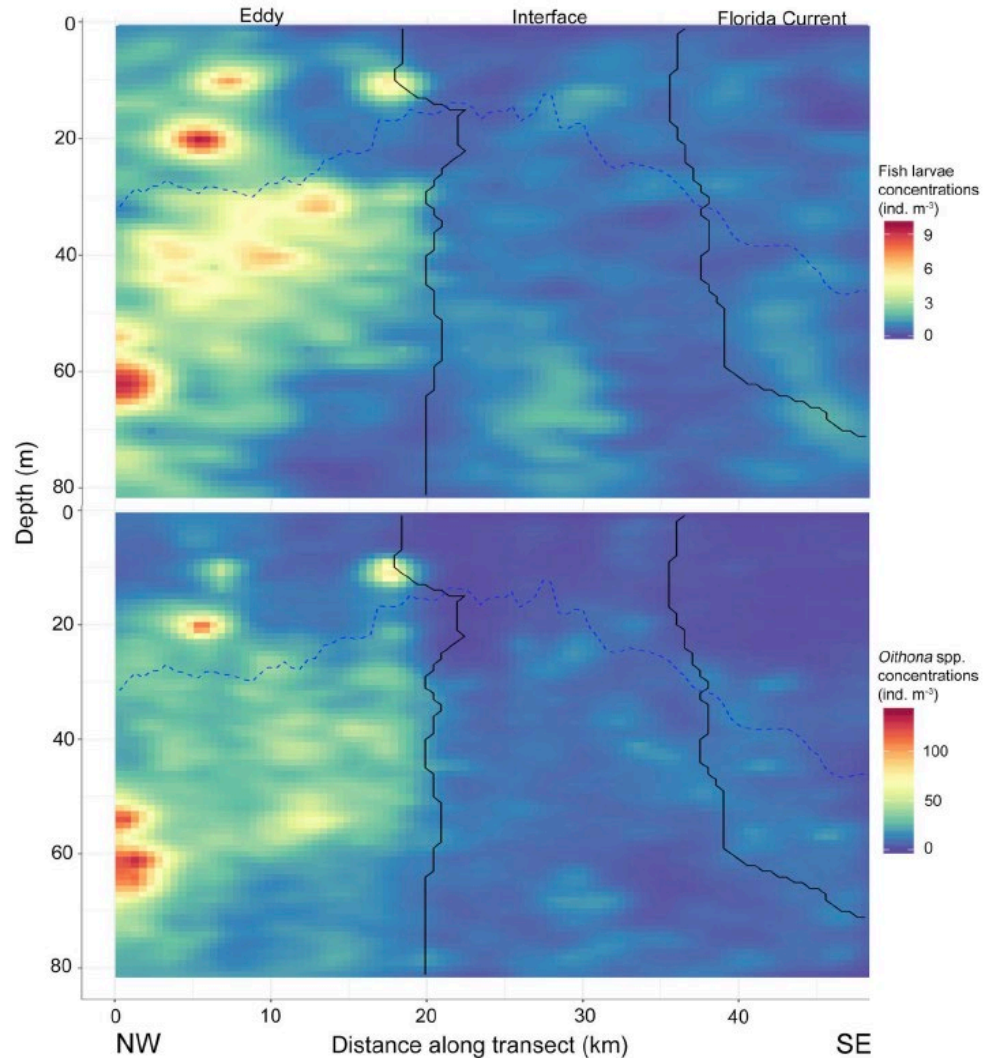 Eddy Interface Florida Current
0
20
40
60
80
Fish larvae
concentrations
(ind. m⁻³)
9
6
3
0
Depth (m)
0
20
40
60
80
Oithona spp.
concentrations
(ind. m⁻³)
100
50
0
0 10 20 30 40
NW Distance along transect (km) SE